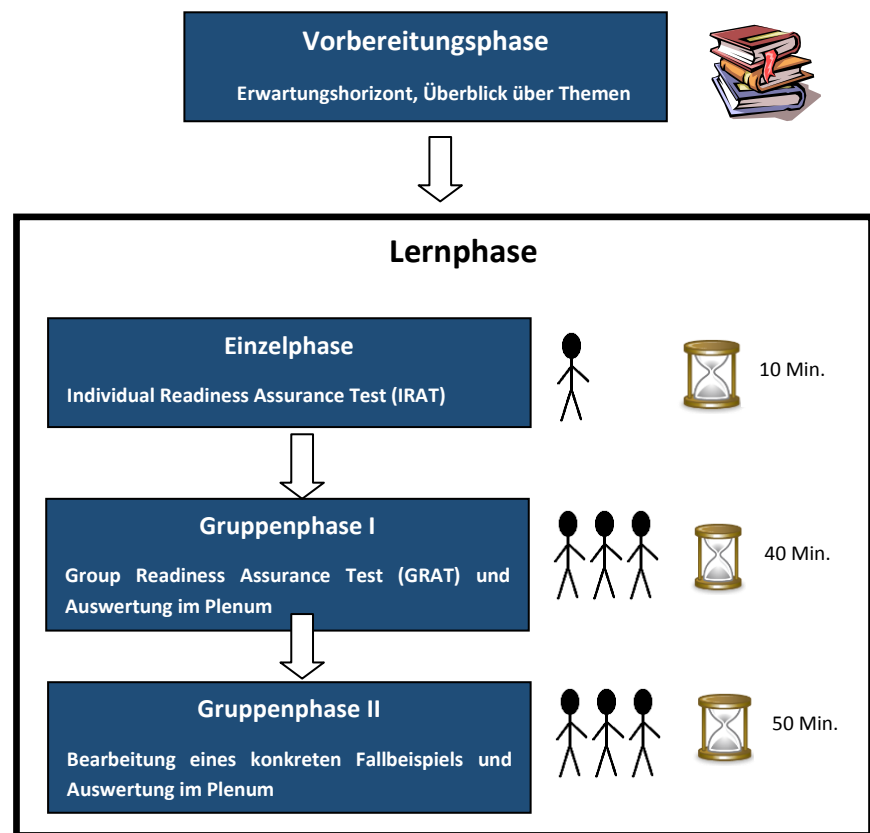 Vorbereitungsphase
Erwartungshorizont, Überblick über Themen
Lernphase
Einzelphase
Individual Readiness Assurance Test (IRAT)
10 Min.
Gruppenphase I
Group Readiness Assurance Test (GRAT) und
Auswertung im Plenum
40 Min.
Gruppenphase II
Bearbeitung eines konkreten Fallbeispiels und
Auswertung im Plenum
50 Min.